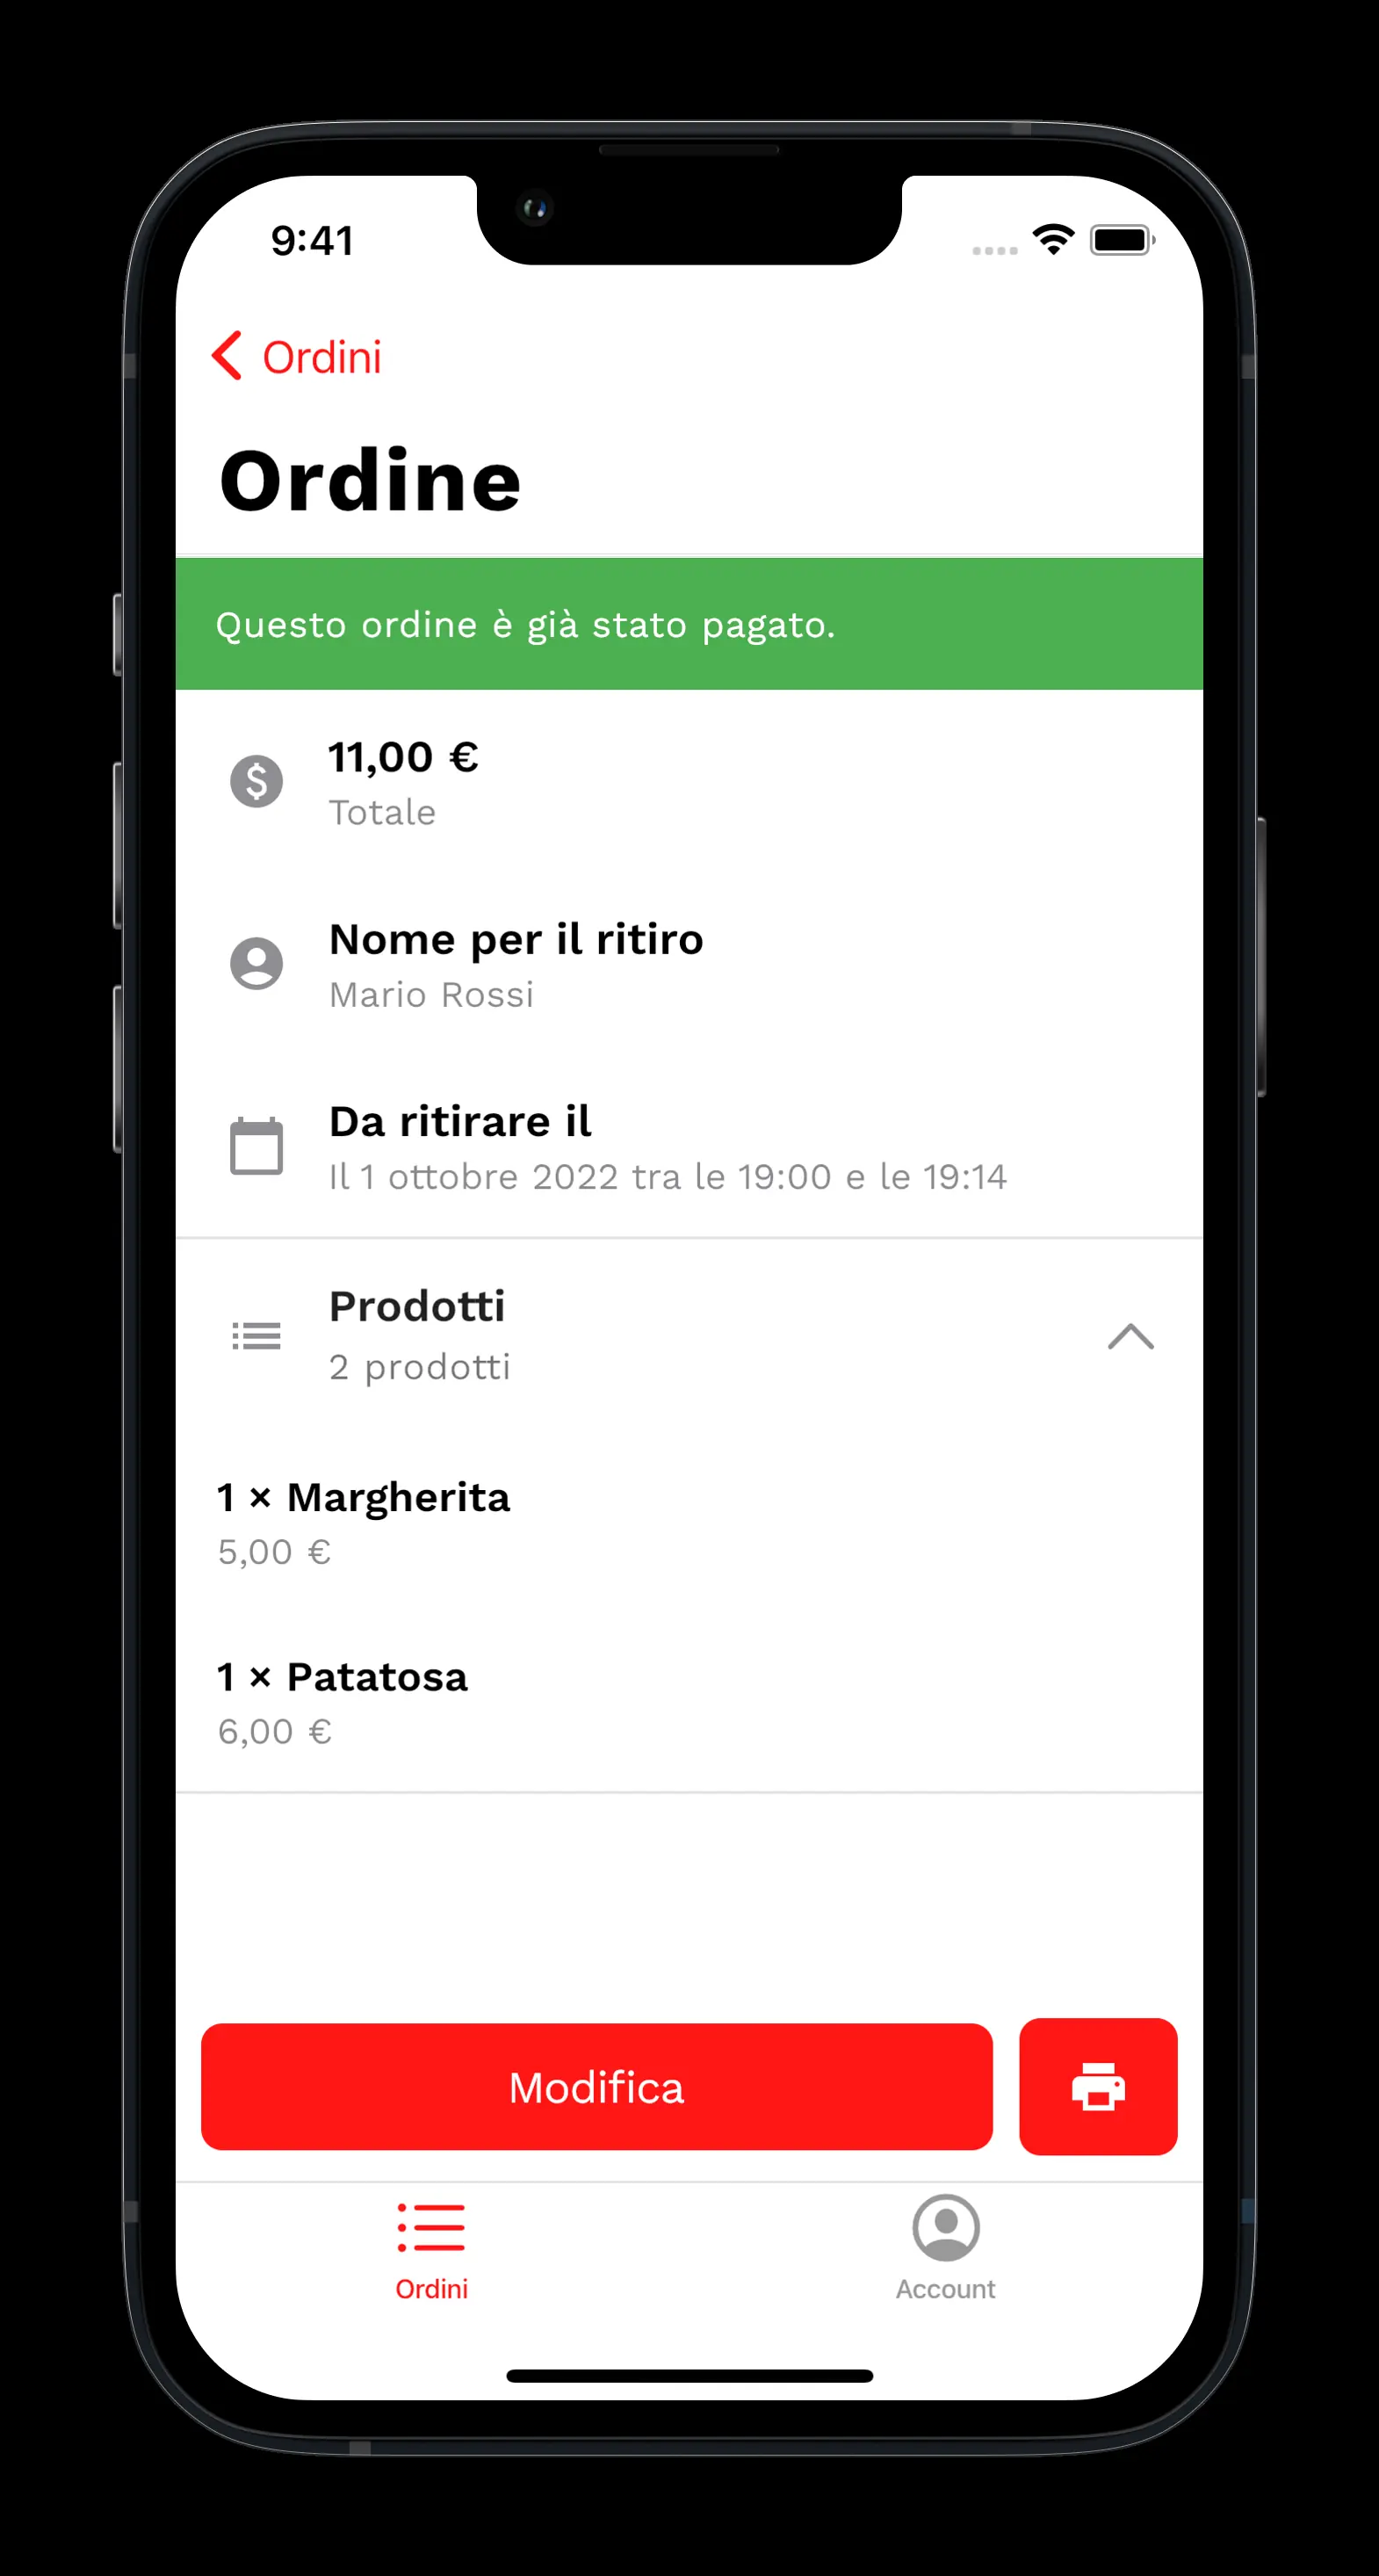 9:41
Ordini
Ordine
Questo ordine è già stato pagato.
11,00 €
Totale
Nome per il ritiro
Mario Rossi
Da ritirare il
Il 1 ottobre 2022 tra le 19:00 e le 19:14
Prodotti
2 prodotti
1 × Margherita
5,00 €
1 × Patatosa
6,00 €
Modifica
Ordini
Account